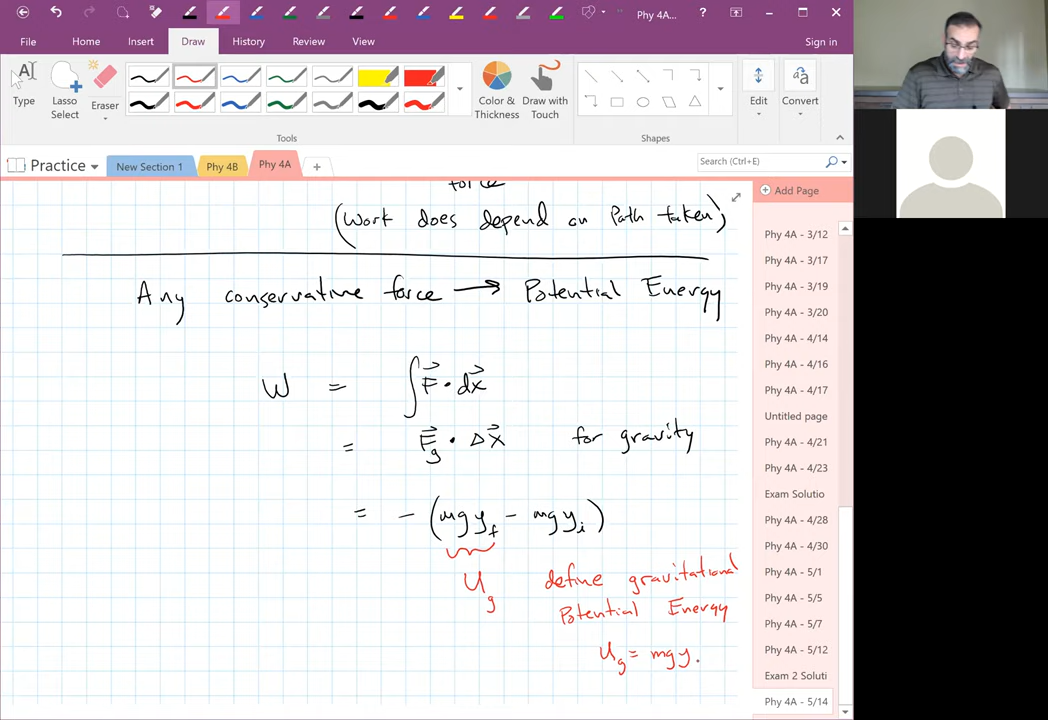 Phy 4A...
?
File
Home
Insert
Draw
History
Review
View
Sign in
Type
Lasso Select
Eraser
Color & Thickness
Draw with Touch
Edit
Convert
Tools
Shapes
Practice
New Section 1
Phy 4B
Phy 4A
+
Search (Ctrl+E)
Add Page
force
(Work does depend on Path taken)
Any conservative force → Potential Energy
W = ∫F⃗ • dx⃗
= F⃗g • Δx⃗ for gravity
= - (mgyf - mgyi)
Ug define gravitational
Potential Energy
Ug = mgy.
Phy 4A - 3/12
Phy 4A - 3/17
Phy 4A - 3/19
Phy 4A - 3/20
Phy 4A - 4/14
Phy 4A - 4/16
Phy 4A - 4/17
Untitled page
Phy 4A - 4/21
Phy 4A - 4/23
Exam Solutio
Phy 4A - 4/28
Phy 4A - 4/30
Phy 4A - 5/1
Phy 4A - 5/5
Phy 4A - 5/7
Phy 4A - 5/12
Exam 2 Soluti
Phy 4A - 5/14